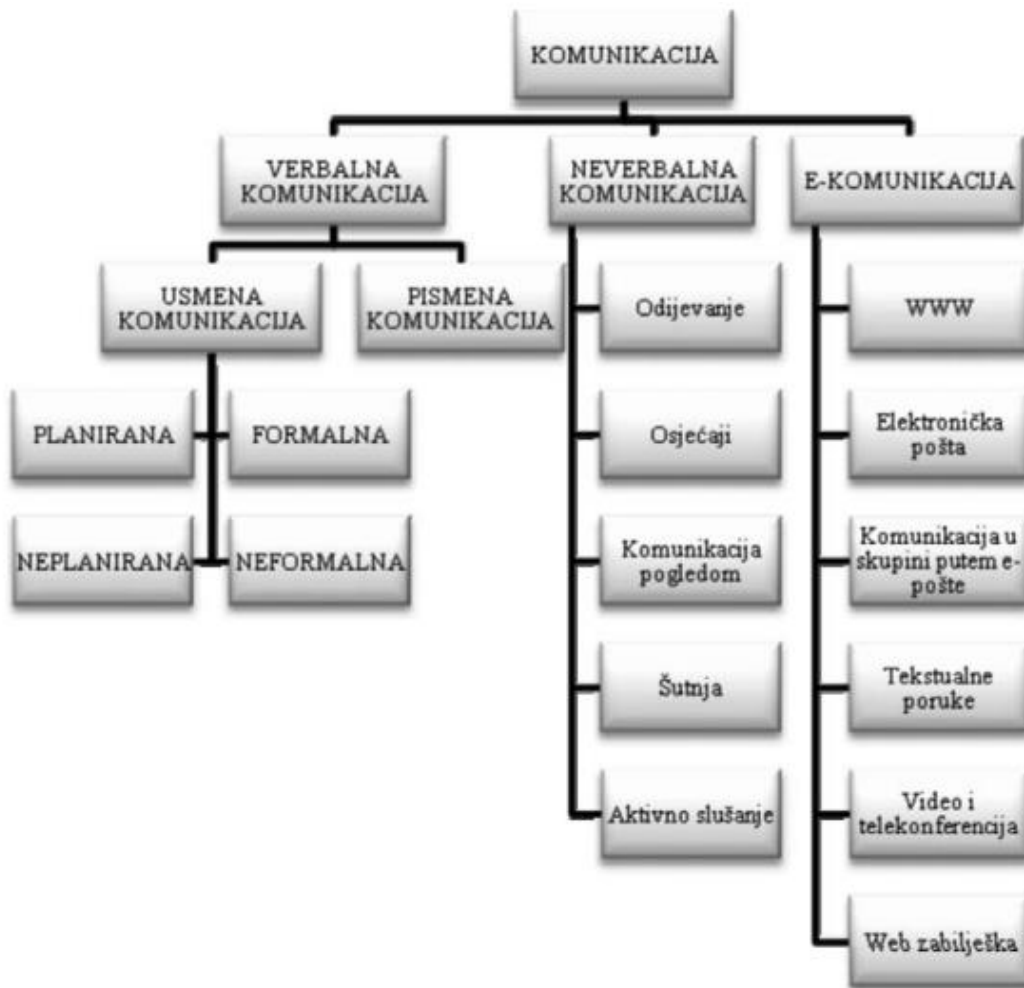 KOMUNIKACIJA
VERBALNA
KOMUNIKACIJA
NEVERBALNA
KOMUNIKACIJA
E-KOMUNIKACIJA
USMENA
KOMUNIKACIJA
PISMENA
KOMUNIKACIJA
PLANIRANA
FORMALNA
NEPLANIRANA
NEFORMALNA
Odijevanje
Osjećaji
Komunikacija
pogledom
Šutnja
Aktivno slušanje
WWW
Elektronička
pošta
Komunikacija u
skupini putem e-
pošte
Tekstualne
poruke
Video i
telekonferencija
Web zabilješka